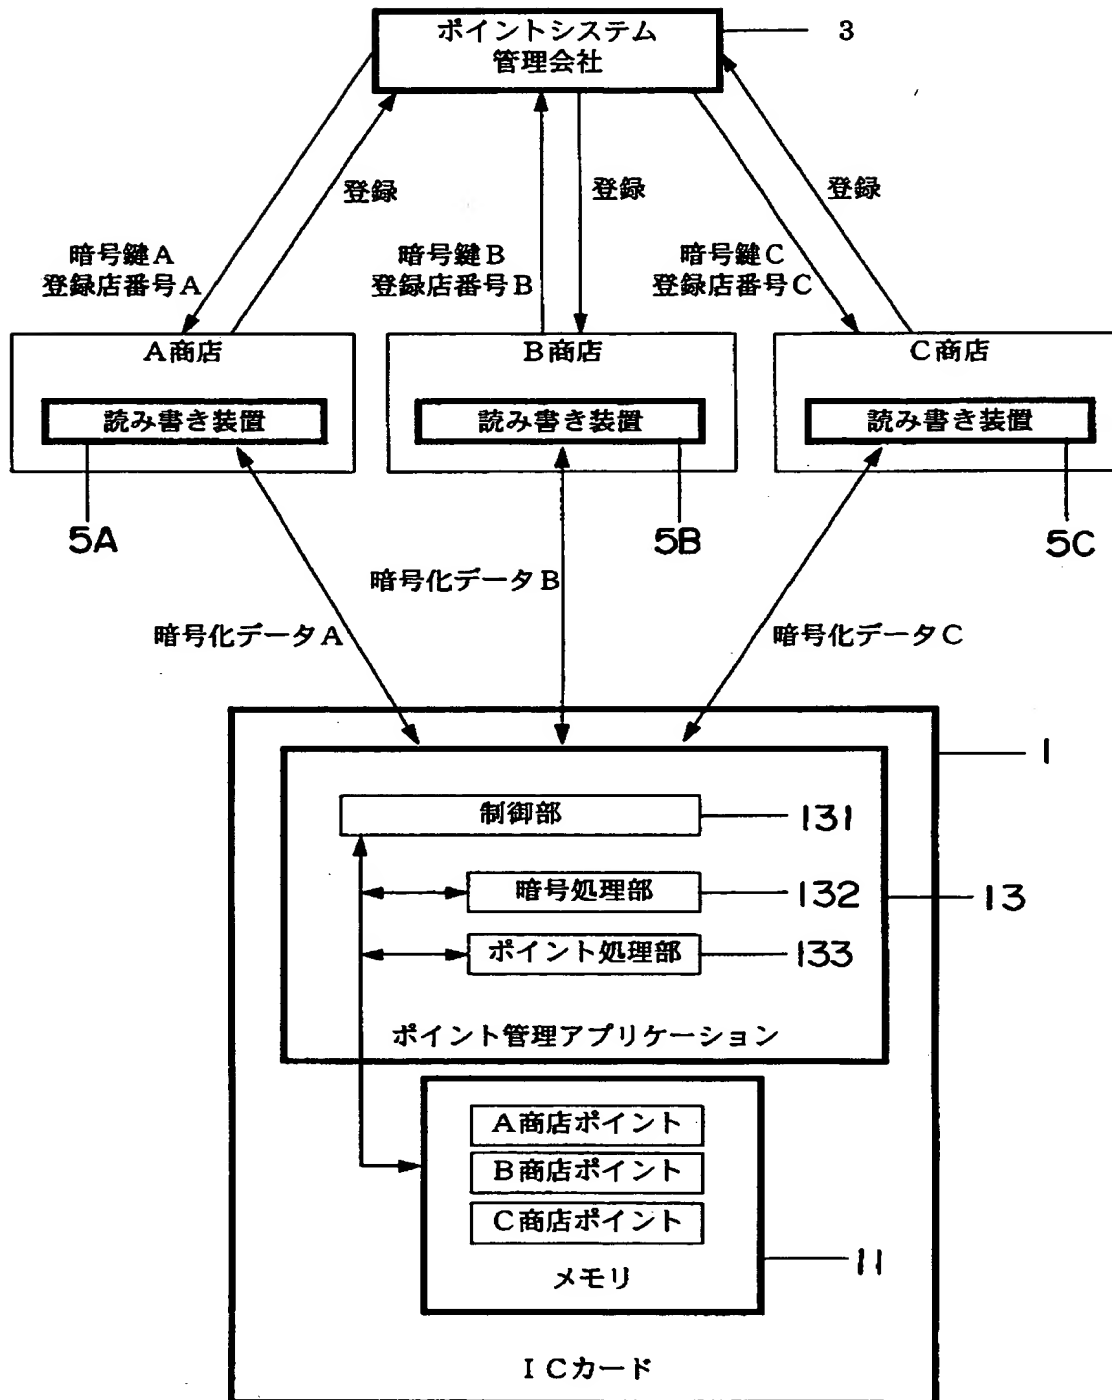 ポイントシステム
管理会社
3
登録
登録
登録
暗号鍵A
登録店番号A
暗号鍵B
登録店番号B
暗号鍵C
登録店番号C
A商店
B商店
C商店
読み書き装置
読み書き装置
読み書き装置
5A
5B
5C
暗号化データB
暗号化データA
暗号化データC
1
制御部
131
暗号処理部
132
13
ポイント処理部
133
ポイント管理アプリケーション
A商店ポイント
B商店ポイント
C商店ポイント
11
メモリ
ICカード